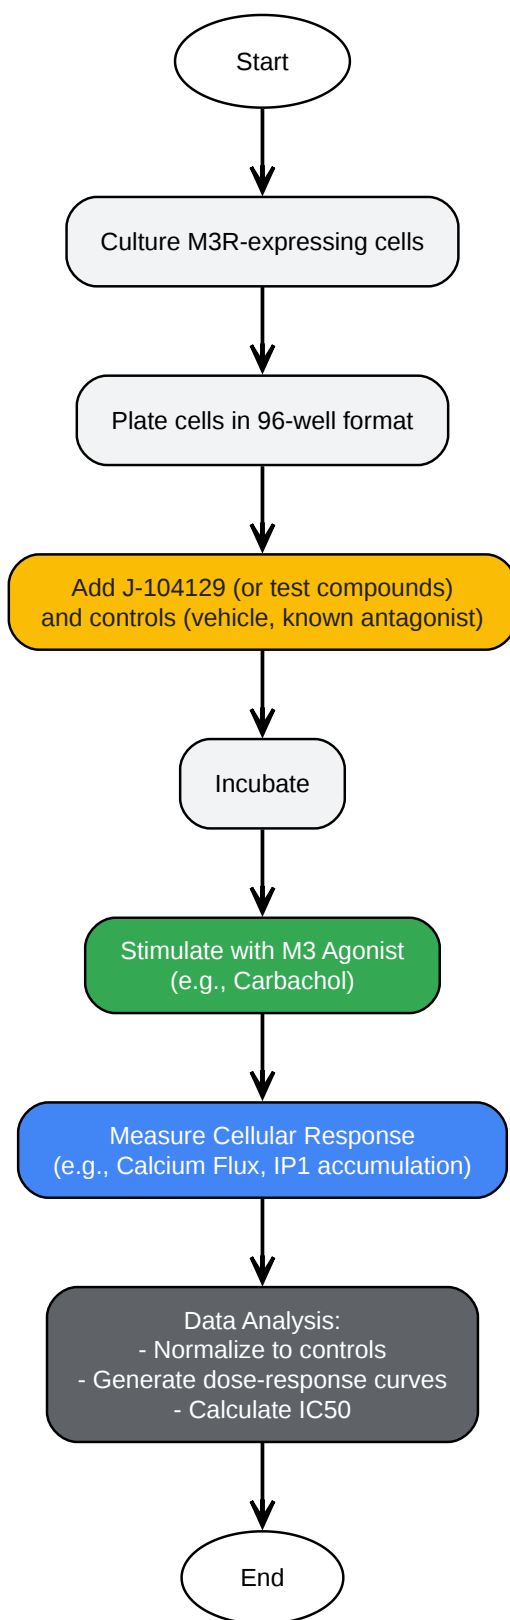 Start
Culture M3R-expressing cells
Plate cells in 96-well format
Add J-104129 (or test compounds)
and controls (vehicle, known antagonist)
Incubate
Stimulate with M3 Agonist
(e.g., Carbachol)
Measure Cellular Response
(e.g., Calcium Flux, IP1 accumulation)
Data Analysis:
- Normalize to controls
- Generate dose-response curves
- Calculate IC50
End